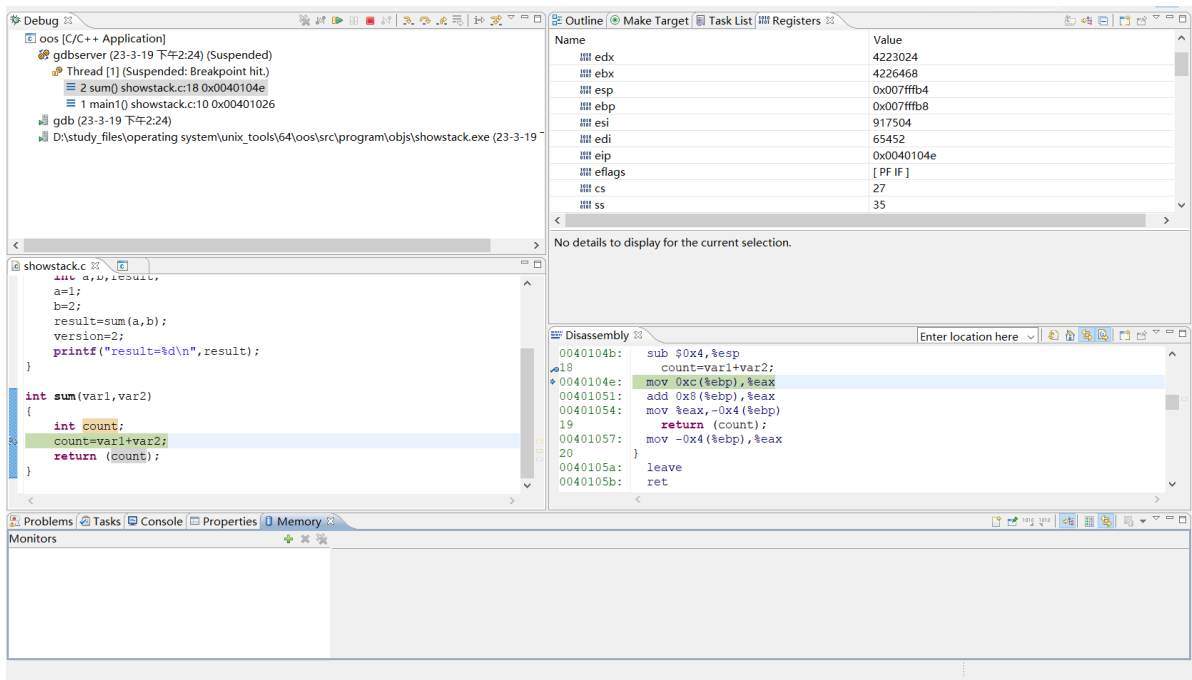 Debug
oos [C/C++ Application]
gdbserver (23-3-19 下午2:24) (Suspended)
Thread [1] (Suspended: Breakpoint hit.)
2 sum() showstack.c:18 0x0040104e
1 main1() showstack.c:10 0x00401026
gdb (23-3-19 下午2:24)
D:\study_files\operating system\unix_tools\64\oos\src\program\objs\showstack.exe (23-3-19
Outline Make Target Task List Registers
Name Value
edx 4223024
ebx 4226468
esp 0x007fffb4
ebp 0x007fffb8
esi 917504
edi 65452
eip 0x0040104e
eflags [ PF IF ]
cs 27
ss 35
No details to display for the current selection.
showstack.c
int a,b,result;
a=1;
b=2;
result=sum(a,b);
version=2;
printf("result=%d\n",result);
}
int sum(var1,var2)
{
int count;
count=var1+var2;
return (count);
}
Disassembly Enter location here
0040104b: sub $0x4,%esp
18 count=var1+var2;
0040104e: mov 0xc(%ebp),%eax
00401051: add 0x8(%ebp),%eax
00401054: mov %eax,-0x4(%ebp)
19 return (count);
00401057: mov -0x4(%ebp),%eax
20 }
0040105a: leave
0040105b: ret
Problems Tasks Console Properties Memory
Monitors